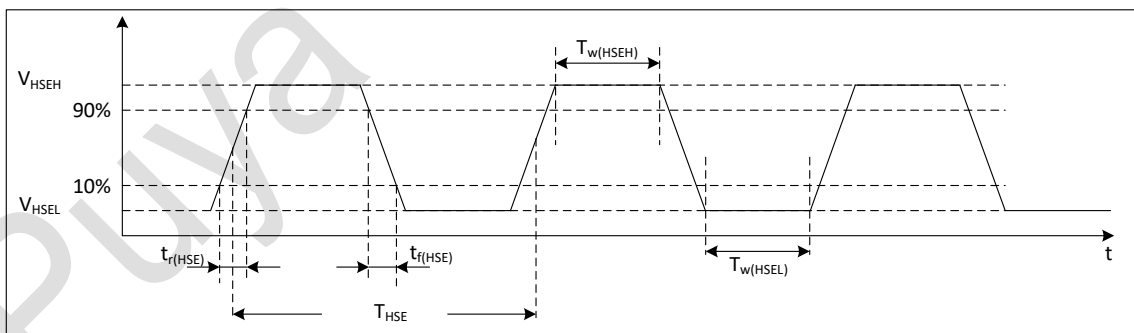 T_w(HSEH)
V_HSEH
90%
10%
V_HSEL
t_r(HSE)
t_f(HSE)
T_w(HSEL)
t
T_HSE
Puya